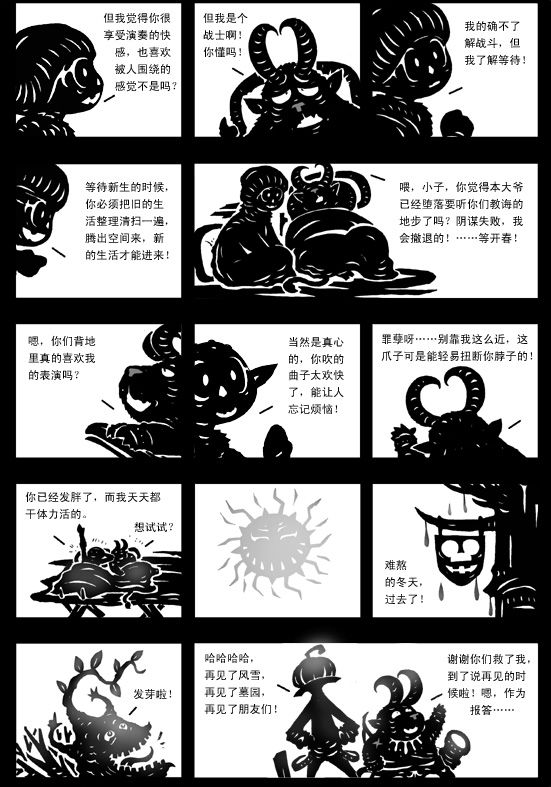 但我觉得你很
享受演奏的快
感，也喜欢
被人围绕的
感觉不是吗？
但我是个
战士啊！
你懂吗！
我的确不了
解战斗，但
我了解等待！
等待新生的时候，
你必须把旧的生
活整理清扫一遍，
腾出空间来，新
的生活才能进来！
喂，小子，你觉得本大爷
已经堕落要听你们教诲的
地步了吗？阴谋失败，我
会撤退的！……等开春！
嗯，你们背地
里真的喜欢我
的表演吗？
当然是真心
的，你吹的
曲子太欢快
了，能让人
忘记烦恼！
罪孽呀……别靠我这么近，这
爪子可是能轻易扭断你脖子的！
你已经发胖了，而我天天都
干体力活的。
想试试？
难熬
的冬天，
过去了！
发芽啦！
哈哈哈哈，
再见了风雪，
再见了墓园，
再见了朋友们！
谢谢你们救了我，
到了说再见的时
候啦！嗯，作为
报答……